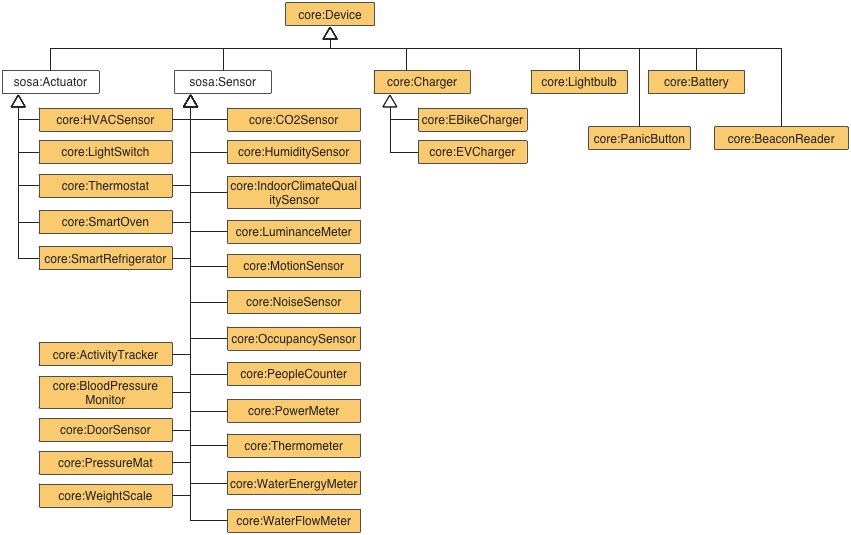 core:Device
sosa:Actuator
sosa:Sensor
core:Charger
core:Lightbulb
core:Battery
core:HVACSensor
core:CO2Sensor
core:EBikeCharger
core:PanicButton
core:BeaconReader
core:LightSwitch
core:HumiditySensor
core:EVCharger
core:Thermostat
core:IndoorClimateQual
itySensor
core:SmartOven
core:LuminanceMeter
core:SmartRefrigerator
core:MotionSensor
core:NoiseSensor
core:OccupancySensor
core:ActivityTracker
core:PeopleCounter
core:BloodPressure
Monitor
core:PowerMeter
core:DoorSensor
core:Thermometer
core:PressureMat
core:WaterEnergyMeter
core:WeightScale
core:WaterFlowMeter